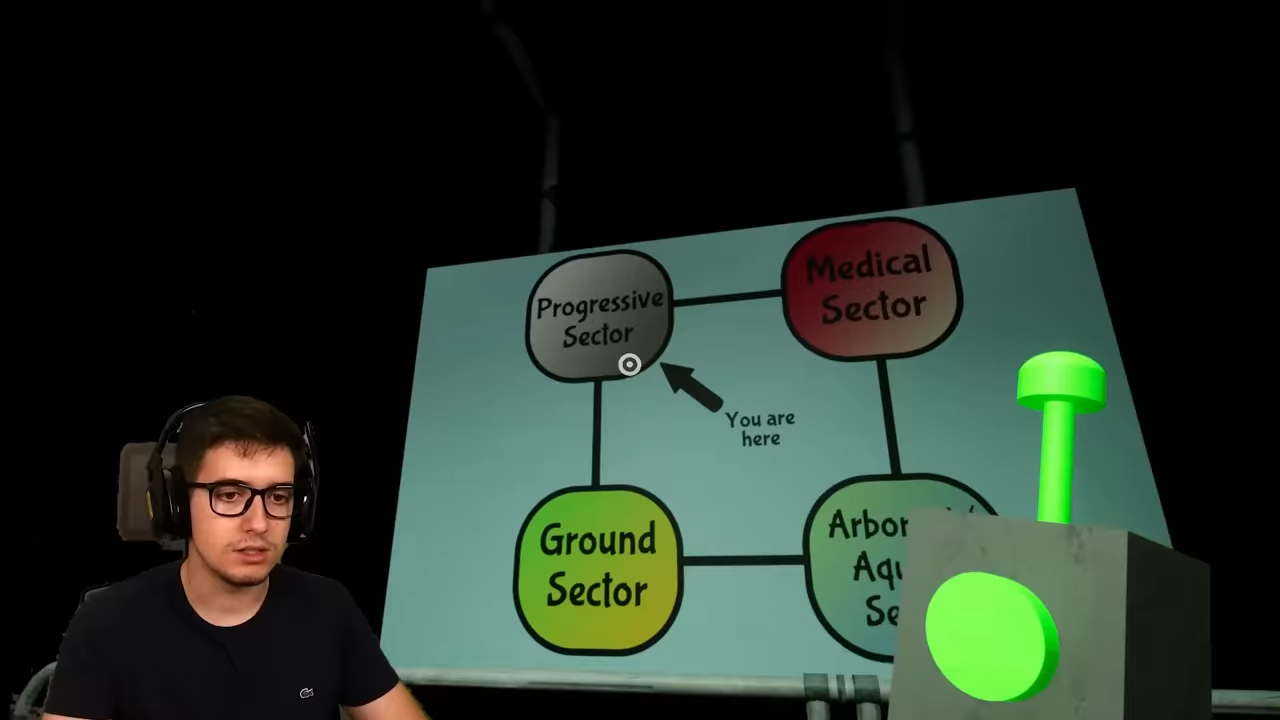 Progressive
Sector
Medical
Sector
You are
here
Ground
Sector